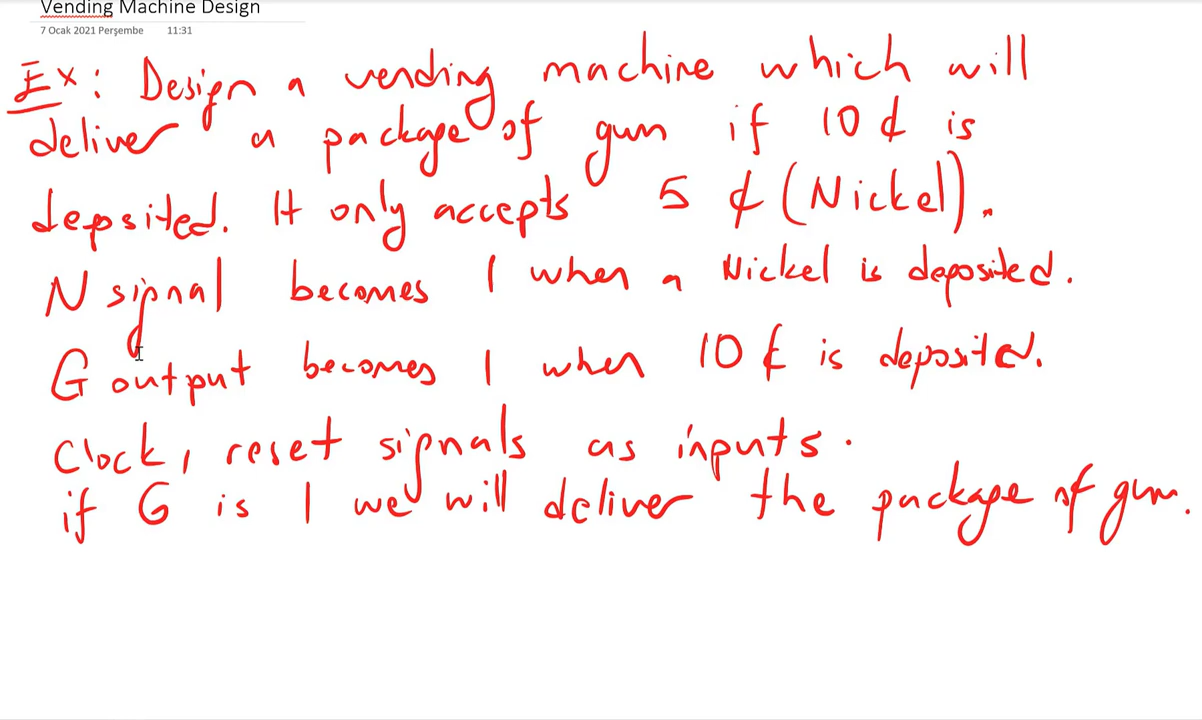 Vending Machine Design
7 Ocak 2021 Perşembe 11:31
Ex: Design a vending machine which will
deliver a package of gum if 10 ¢ is
deposited. It only accepts 5 ¢ (Nickel).
N signal becomes 1 when a Nickel is deposited.
G output becomes 1 when 10 ¢ is deposited.
Clock, reset signals as inputs.
if G is 1 we will deliver the package of gum.